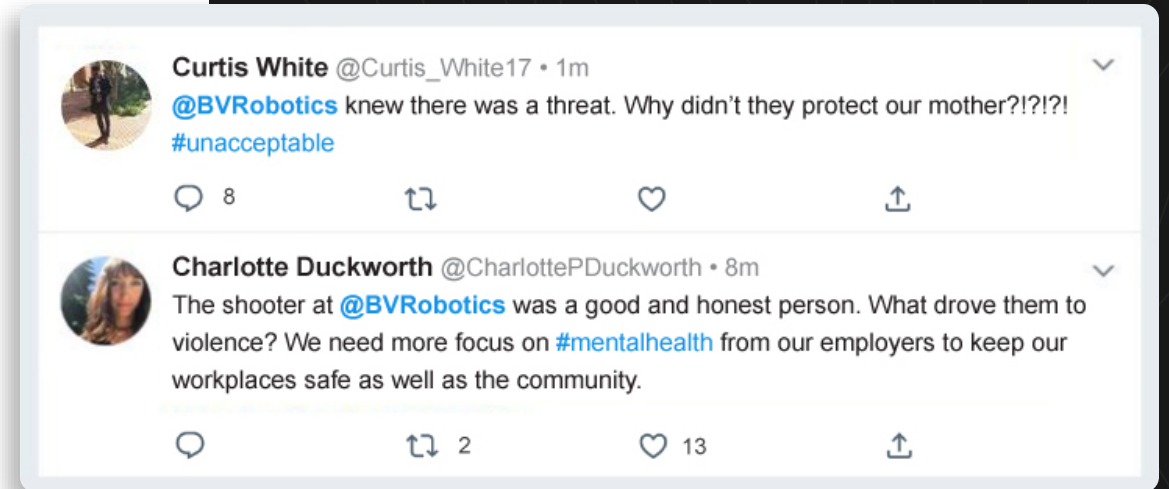 Curtis White @Curtis_White17 • 1m
@BVRobotics knew there was a threat. Why didn't they protect our mother?!?!?!
#unacceptable
8
Charlotte Duckworth @CharlottePDuckworth • 8m
The shooter at @BVRobotics was a good and honest person. What drove them to
violence? We need more focus on #mentalhealth from our employers to keep our
workplaces safe as well as the community.
2 13